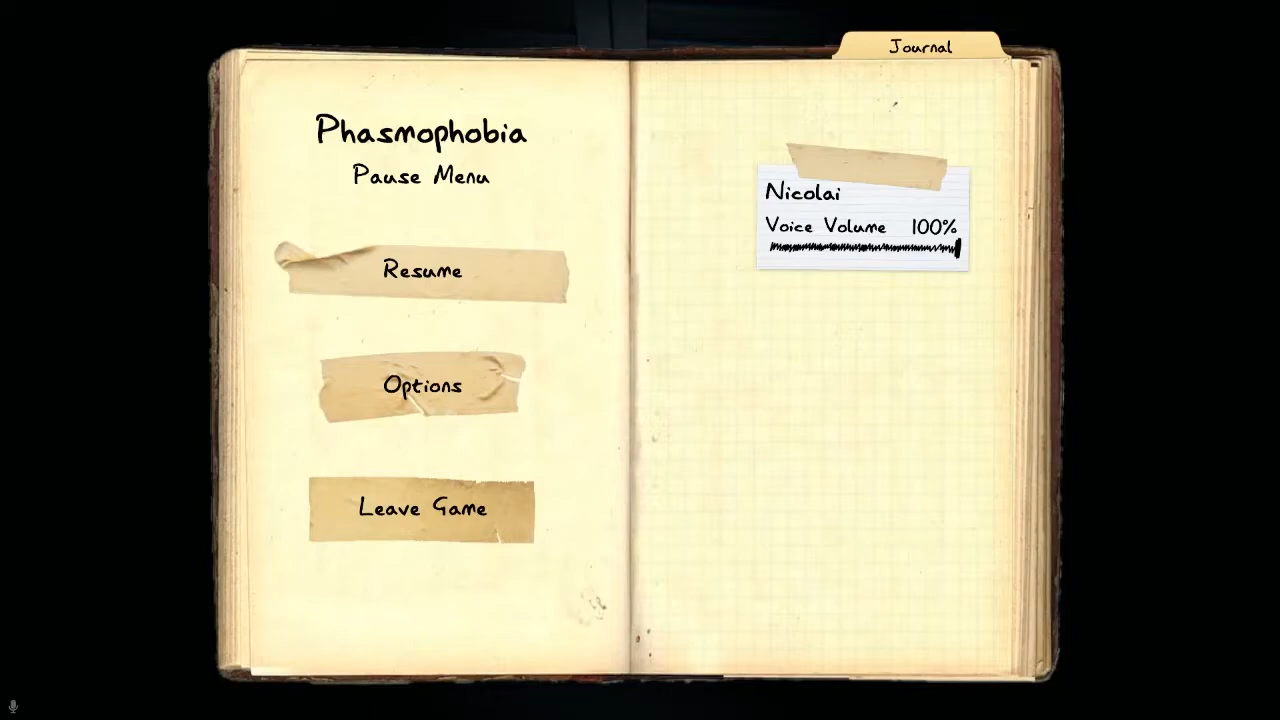 Journal
Phasmophobia
Pause Menu
Resume
Options
Leave Game
Nicolai
Voice Volume 100%